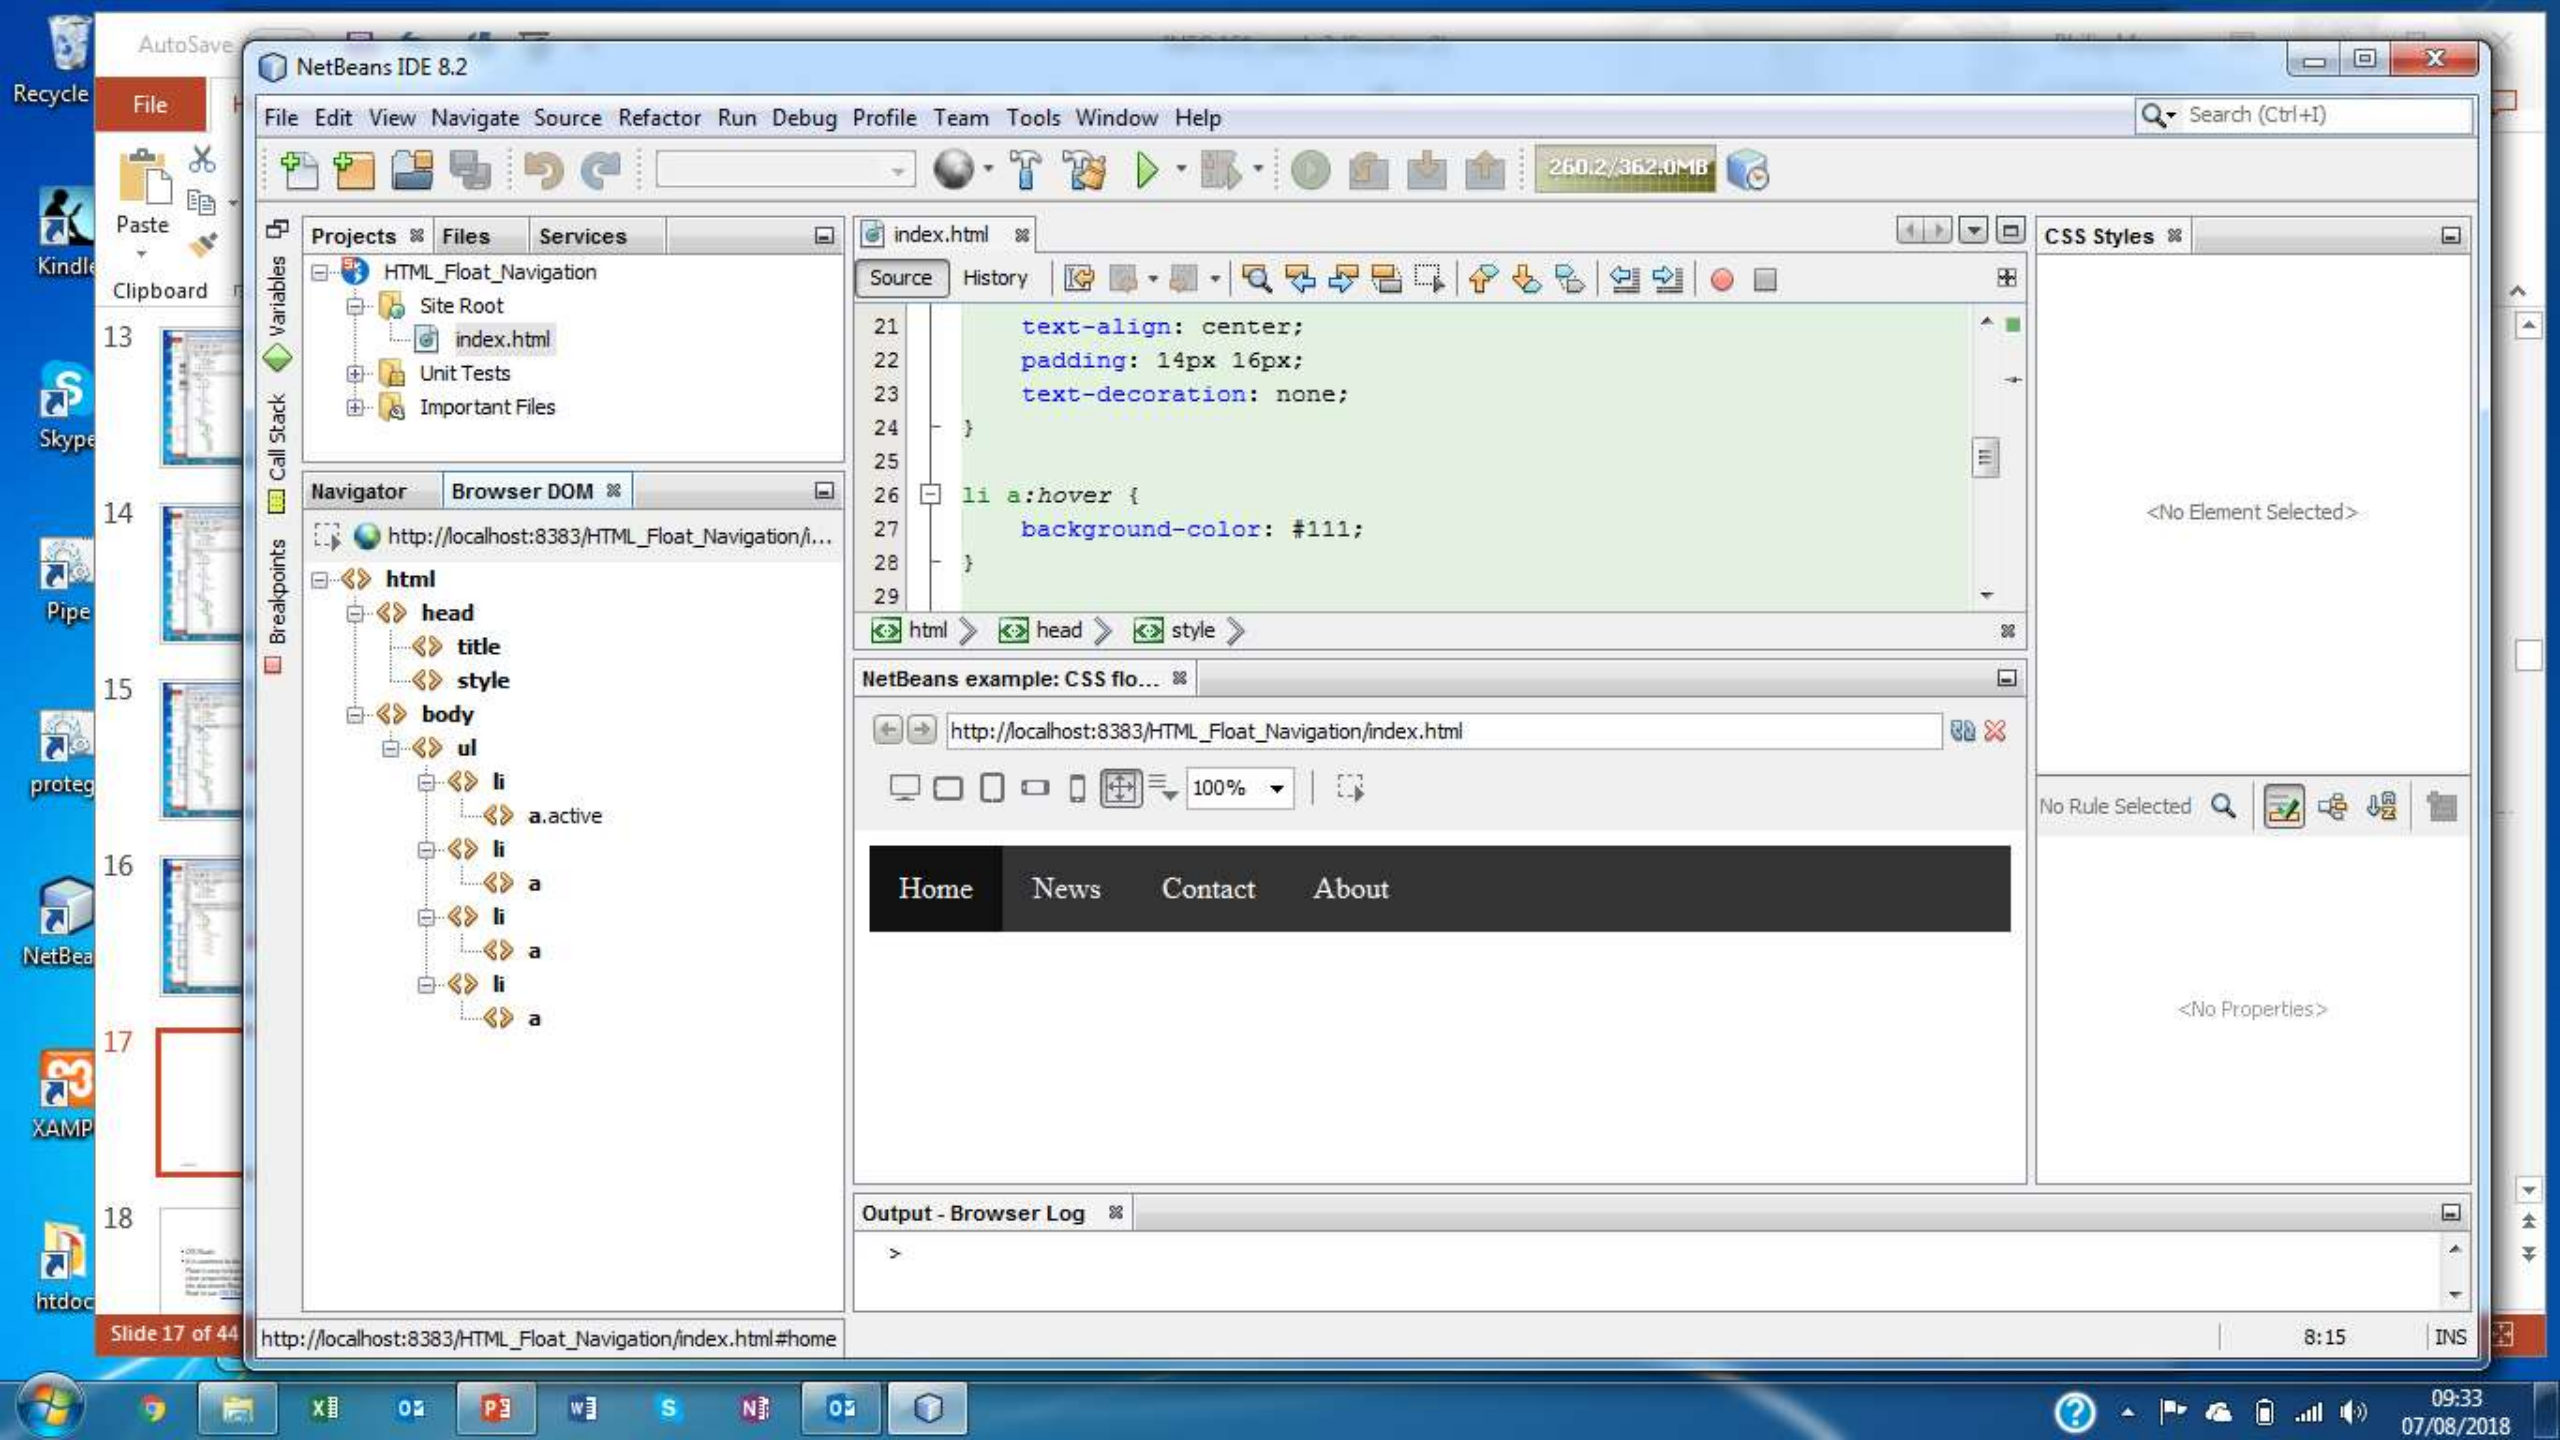 AutoSave
NetBeans IDE 8.2
Recycle
File
File Edit View Navigate Source Refactor Run Debug Profile Team Tools Window Help
Search (Ctrl+I)
260.2/362.0MB
Paste
Kindle
Clipboard
Variables
Call Stack
Breakpoints
Projects Files Services
HTML_Float_Navigation
Site Root
index.html
Unit Tests
Important Files
index.html
Source History
21 text-align: center;
22 padding: 14px 16px;
23 text-decoration: none;
24 }
25
26 li a:hover {
27 background-color: #111;
28 }
29
html head style
CSS Styles
<No Element Selected>
No Rule Selected
<No Properties>
Navigator Browser DOM
http://localhost:8383/HTML_Float_Navigation/i...
html
head
title
style
body
ul
li
a.active
li
a
li
a
li
a
NetBeans example: CSS flo...
http://localhost:8383/HTML_Float_Navigation/index.html
100%
Home News Contact About
Output - Browser Log
>
http://localhost:8383/HTML_Float_Navigation/index.html#home
8:15 INS
13
14
15
16
17
18
Slide 17 of 44
Skype
Pipe
proteg
NetBea
XAMP
htdoc
09:33
07/08/2018